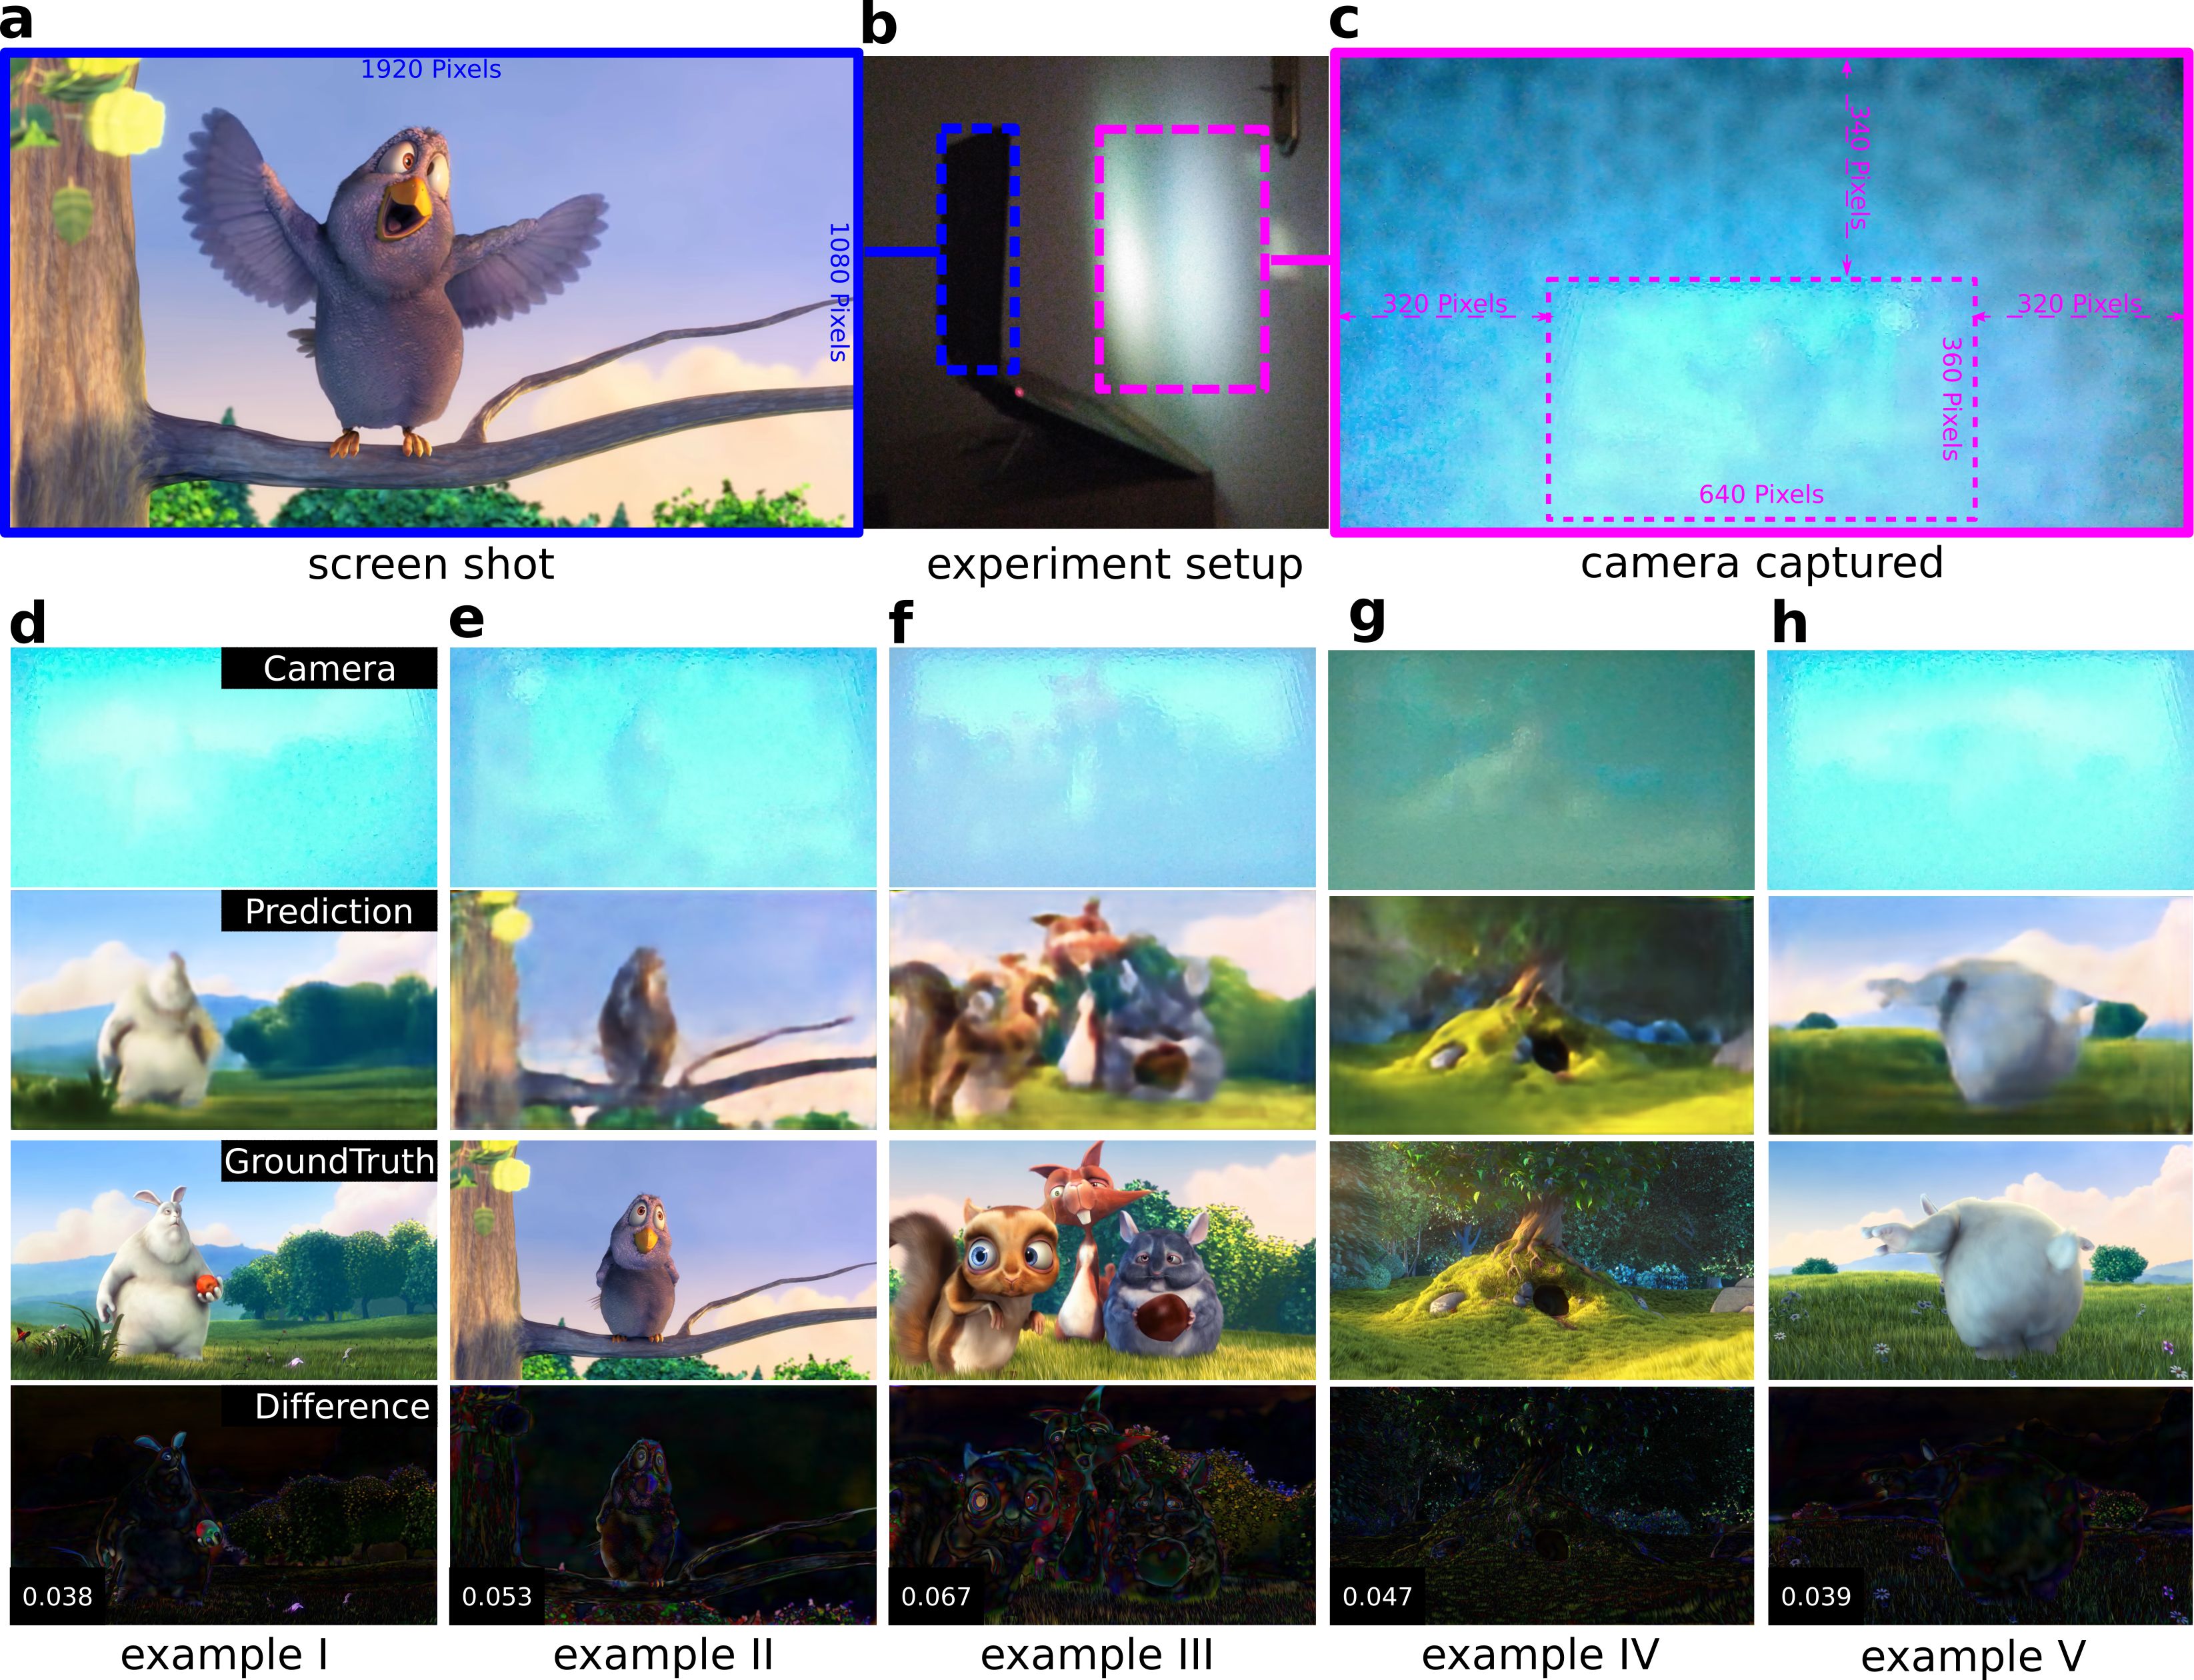 a
b
c
1920 Pixels
1080 Pixels
340 Pixels
320 Pixels
320 Pixels
360 Pixels
640 Pixels
screen shot
experiment setup
camera captured
d
e
f
g
h
Camera
Prediction
GroundTruth
Difference
0.038
0.053
0.067
0.047
0.039
example I
example II
example III
example IV
example V